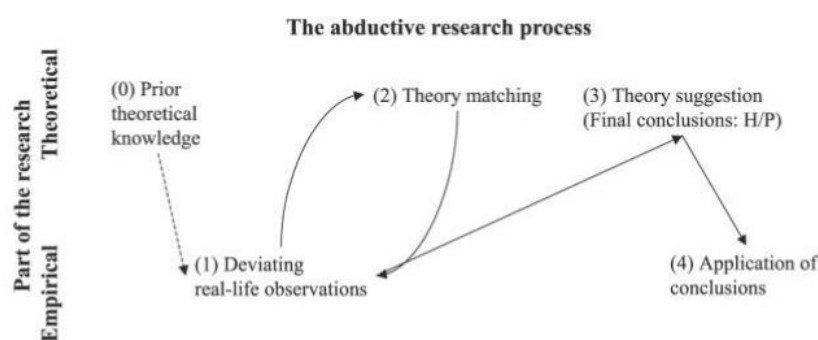 The abductive research process
Part of the research
Theoretical
Empirical
(0) Prior
theoretical
knowledge
(2) Theory matching
(3) Theory suggestion
(Final conclusions: H/P)
(1) Deviating
real-life observations
(4) Application of
conclusions